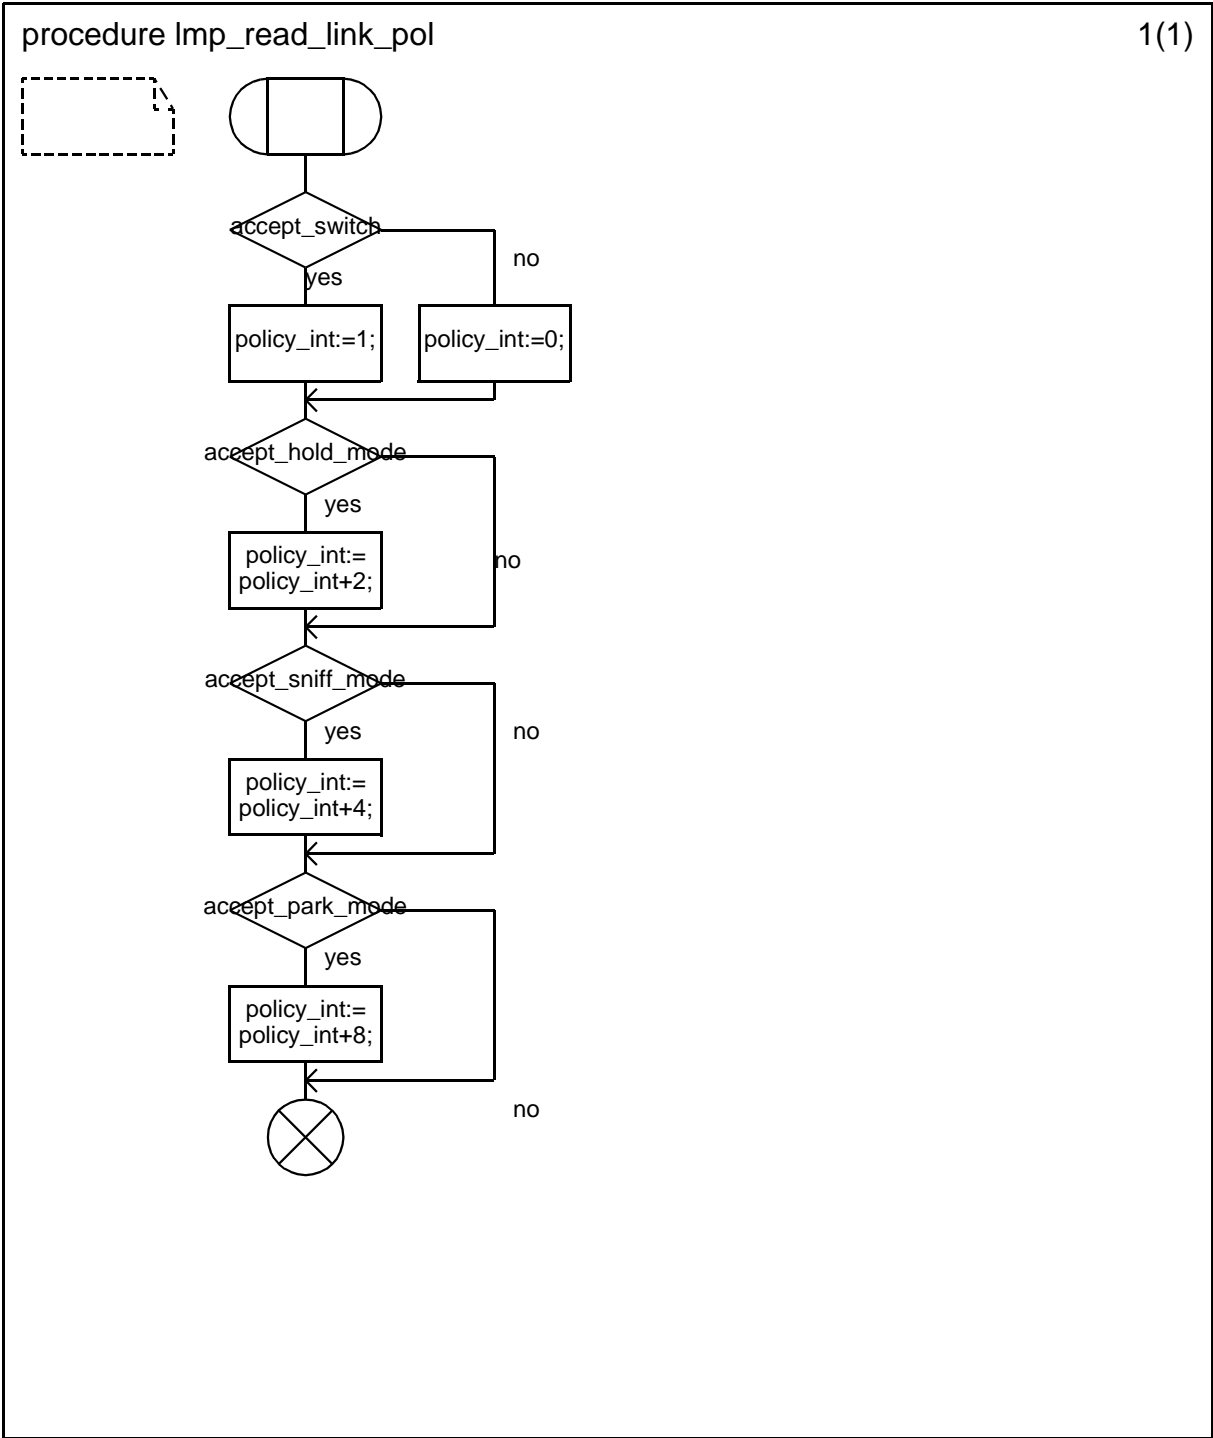 procedure lmp_read_link_pol
1(1)
accept_switch
no
yes
policy_int:=1;
policy_int:=0;
accept_hold_mode
yes
policy_int:=
policy_int+2;
no
accept_sniff_mode
yes
no
policy_int:=
policy_int+4;
accept_park_mode
yes
policy_int:=
policy_int+8;
no